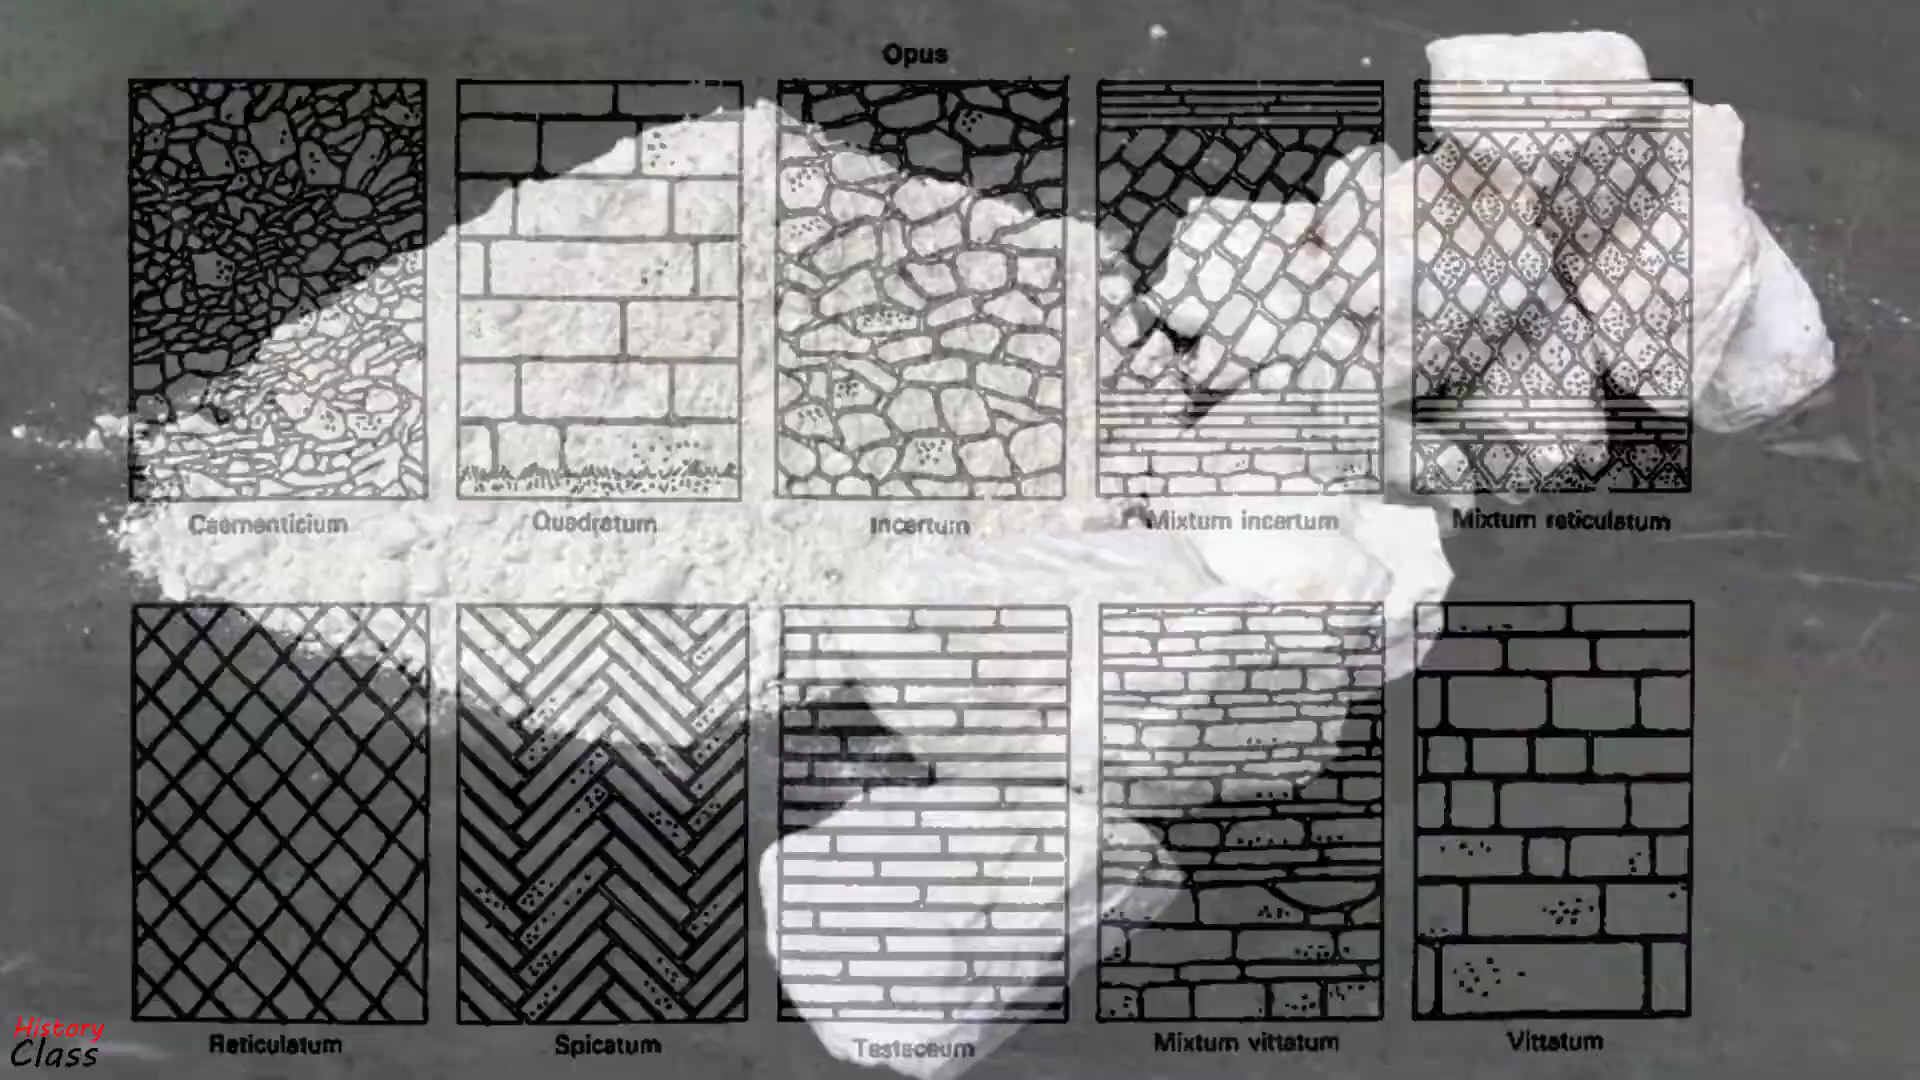 Opus
Caementicium
Quadratum
Incertum
Mixtum incertum
Mixtum reticulatum
Reticulatum
Spicatum
Testaceum
Mixtum vittatum
Vittatum
History
Class